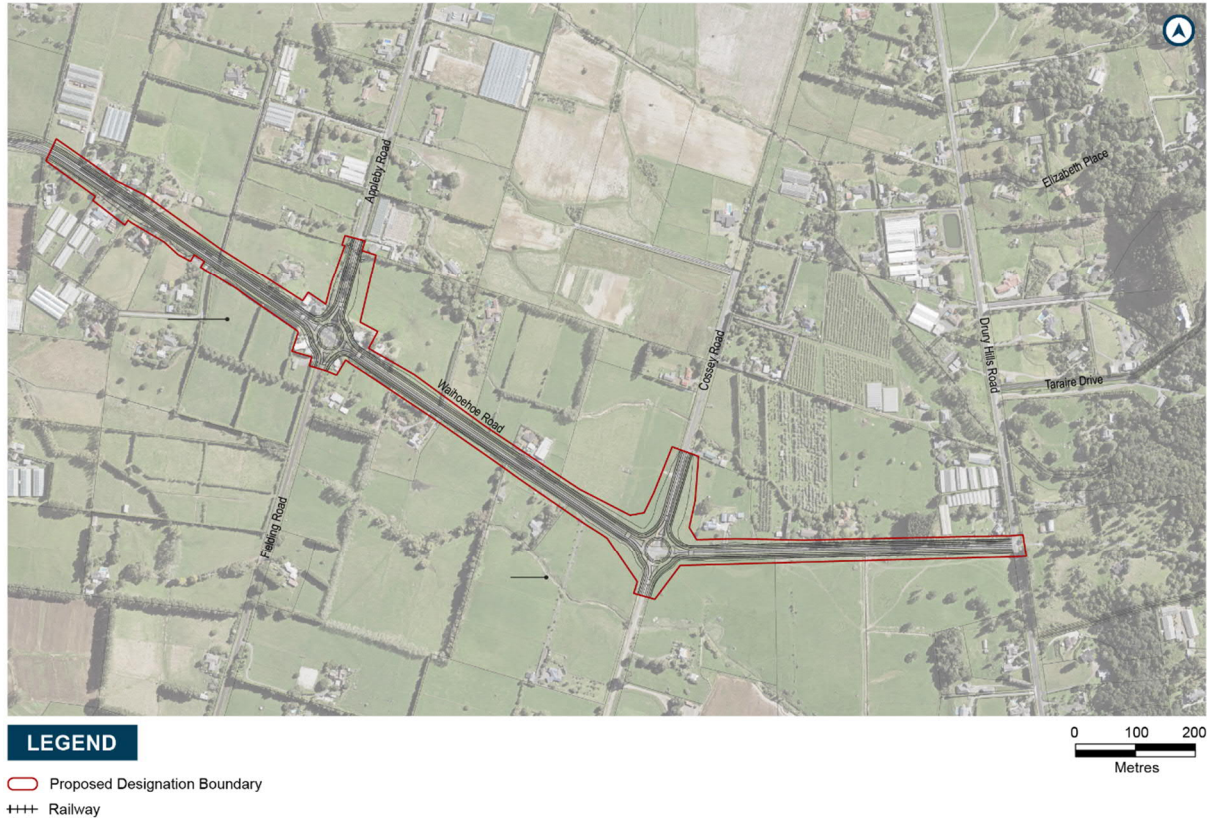 Appleby Road
Elizabeth Place
Drury Hills Road
Taraire Drive
Cossey Road
Waihoehoe Road
Fielding Road
LEGEND
Proposed Designation Boundary
Railway
0 100 200
Metres